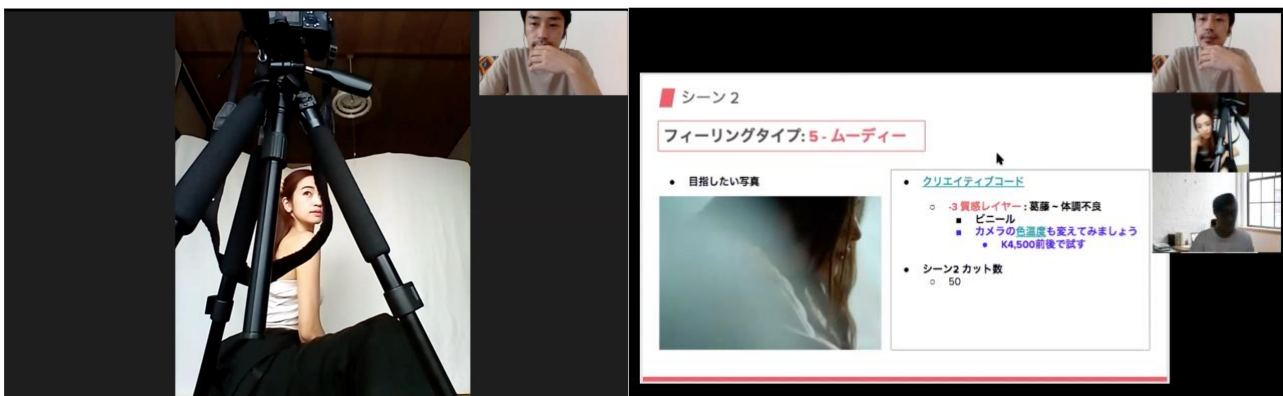 シーン 2
フィーリングタイプ: 5 - ムーディー
目指したい写真
クリエイティブコード
-3 質感レイヤー : 葛藤 ~ 体調不良
ビニール
カメラの色温度も変えてみましょう
K4,500前後で試す
シーン2 カット数
50